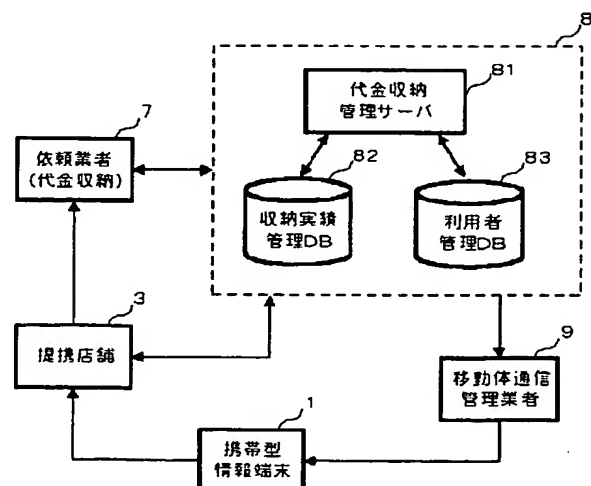 8
81
代金収納
管理サーバ
7
依頼業者
(代金収納)
82
収納実績
管理DB
83
利用者
管理DB
3
提携店舗
9
移動体通信
管理業者
1
携帯型
情報端末